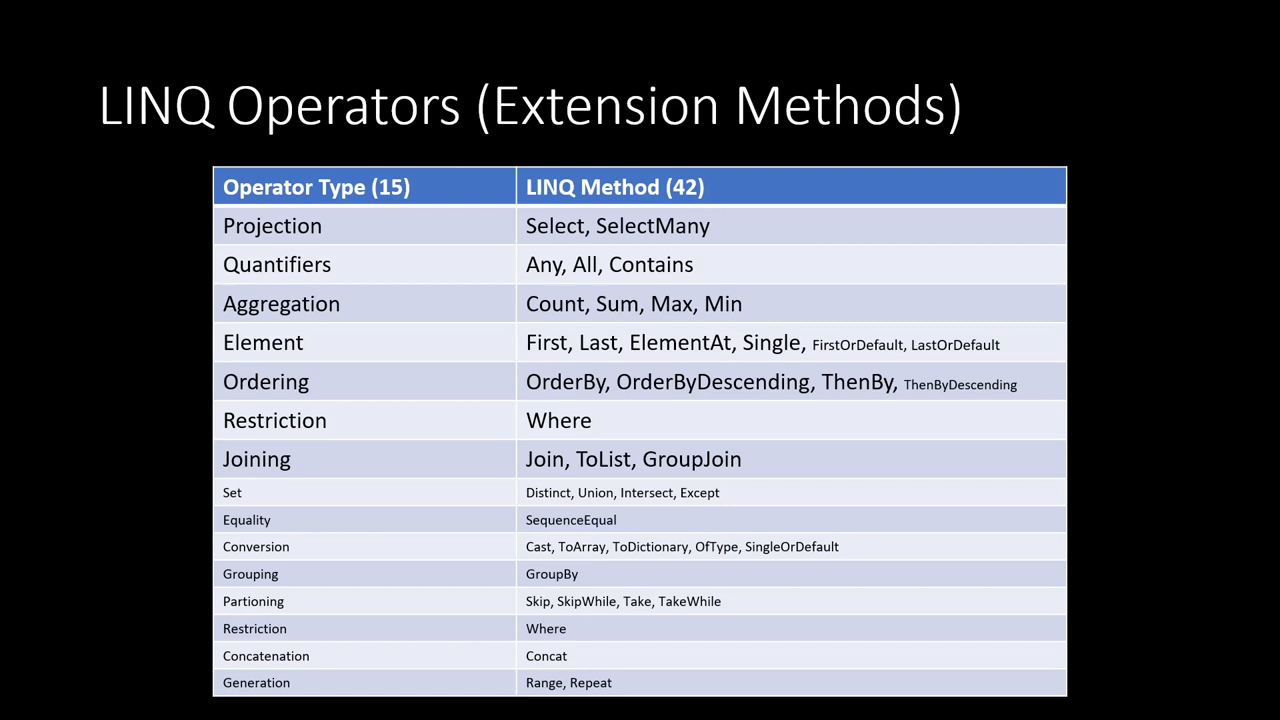 LINQ Operators (Extension Methods)
Operator Type (15) LINQ Method (42)
Projection Select, SelectMany
Quantifiers Any, All, Contains
Aggregation Count, Sum, Max, Min
Element First, Last, ElementAt, Single, FirstOrDefault, LastOrDefault
Ordering OrderBy, OrderByDescending, ThenBy, ThenByDescending
Restriction Where
Joining Join, ToList, GroupJoin
Set Distinct, Union, Intersect, Except
Equality SequenceEqual
Conversion Cast, ToArray, ToDictionary, OfType, SingleOrDefault
Grouping GroupBy
Partioning Skip, SkipWhile, Take, TakeWhile
Restriction Where
Concatenation Concat
Generation Range, Repeat